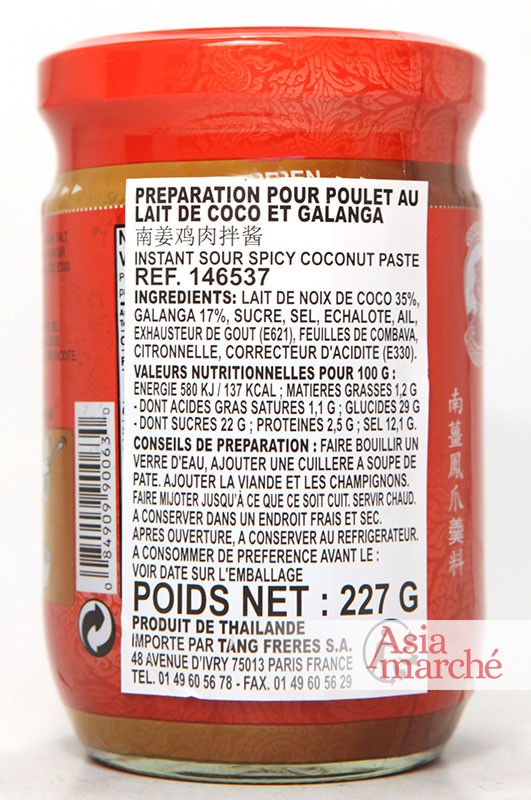 PREPARATION POUR POULET AU
LAIT DE COCO ET GALANGA
南姜鸡肉拌酱
INSTANT SOUR SPICY COCONUT PASTE
REF. 146537
INGREDIENTS: LAIT DE NOIX DE COCO 35%,
GALANGA 17%, SUCRE, SEL, ECHALOTE, AIL,
EXHAUSTEUR DE GOUT (E621), FEUILLES DE COMBAVA,
CITRONNELLE, CORRECTEUR D'ACIDITE (E330).
VALEURS NUTRITIONNELLES POUR 100 G :
ENERGIE 580 KJ / 137 KCAL ; MATIERES GRASSES 1,2 G
- DONT ACIDES GRAS SATURES 1,1 G ; GLUCIDES 29 G
- DONT SUCRES 22 G ; PROTEINES 2,5 G ; SEL 12,1 G.
CONSEILS DE PREPARATION : FAIRE BOUILLIR UN
VERRE D'EAU, AJOUTER UNE CUILLERE A SOUPE DE
PATE. AJOUTER LA VIANDE ET LES CHAMPIGNONS.
FAIRE MIJOTER JUSQU'À CE QUE CE SOIT CUIT. SERVIR CHAUD.
A CONSERVER DANS UN ENDROIT FRAIS ET SEC.
APRES OUVERTURE, A CONSERVER AU REFRIGERATEUR.
A CONSOMMER DE PREFERENCE AVANT LE :
VOIR DATE SUR L'EMBALLAGE
POIDS NET : 227 G
PRODUIT DE THAILANDE
IMPORTE PAR TANG FRERES S.A.
48 AVENUE D'IVRY 75013 PARIS FRANCE
TEL. 01 49 60 56 78 - FAX. 01 49 60 56 29
南薑鳳爪羹料
0 84909 90063 0
Asia
marché